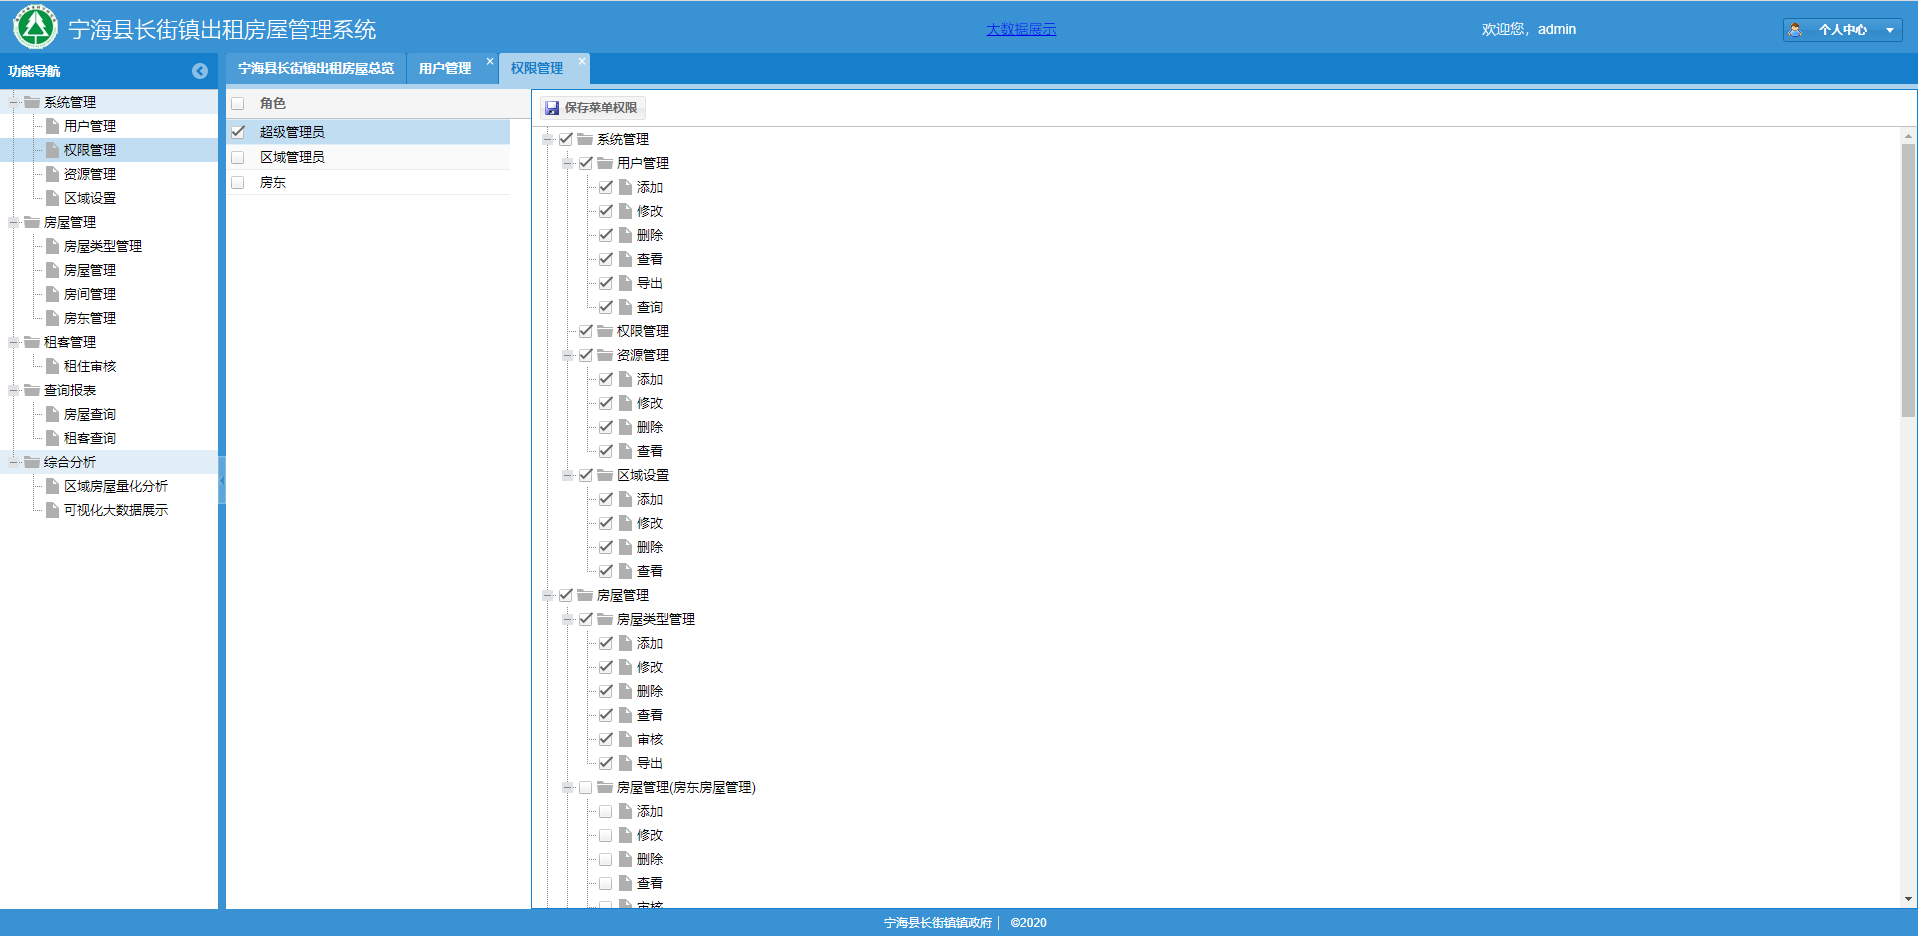 宁海县长街镇出租房屋管理系统
大数据展示
欢迎您，admin
个人中心
功能导航
宁海县长街镇出租房屋总览
用户管理
权限管理
系统管理
用户管理
权限管理
资源管理
区域设置
房屋管理
房屋类型管理
房屋管理
房间管理
房东管理
租客管理
租住审核
查询报表
房屋查询
租客查询
综合分析
区域房屋量化分析
可视化大数据展示
角色
超级管理员
区域管理员
房东
保存菜单权限
系统管理
用户管理
添加
修改
删除
查看
导出
查询
权限管理
资源管理
添加
修改
删除
查看
区域设置
添加
修改
删除
查看
房屋管理
房屋类型管理
添加
修改
删除
查看
审核
导出
房屋管理(房东房屋管理)
添加
修改
删除
查看
审核
宁海县长街镇镇政府 | ©2020